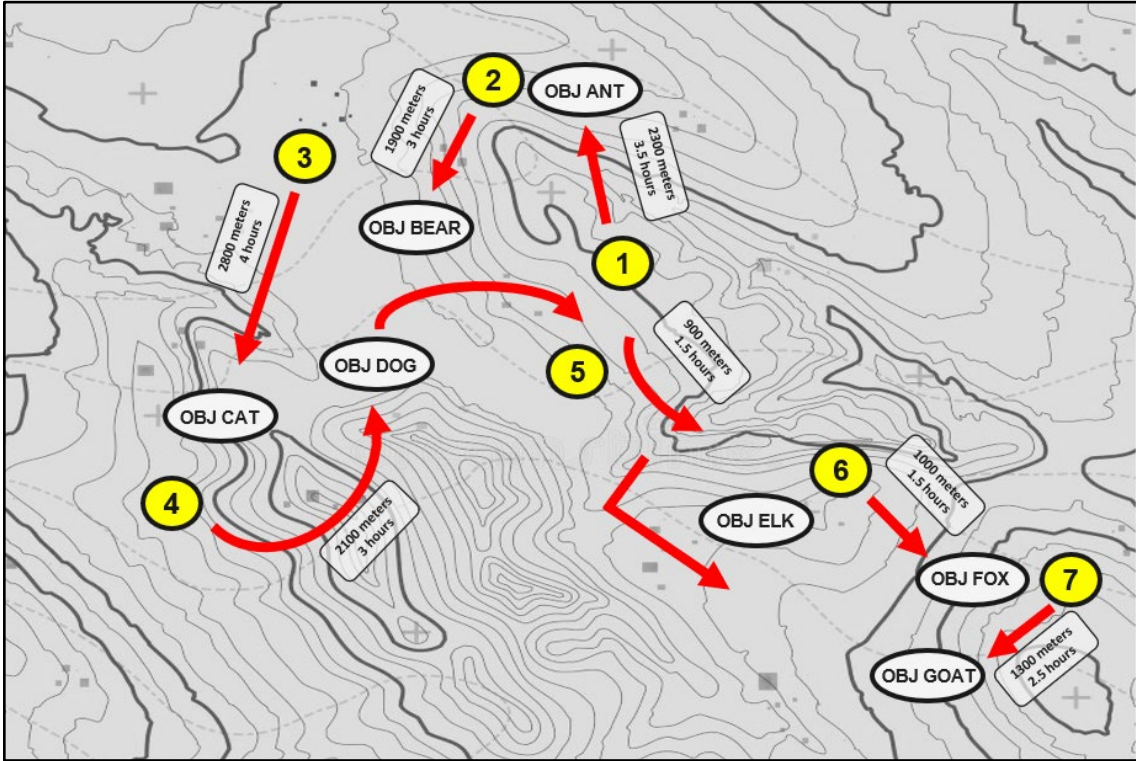 2
OBJ ANT
1900 meters
3 hours
2300 meters
3.5 hours
3
OBJ BEAR
2800 meters
4 hours
1
900 meters
1.5 hours
OBJ DOG
5
OBJ CAT
6
1000 meters
1.5 hours
4
OBJ ELK
2100 meters
3 hours
OBJ FOX
7
OBJ GOAT
1300 meters
2.5 hours